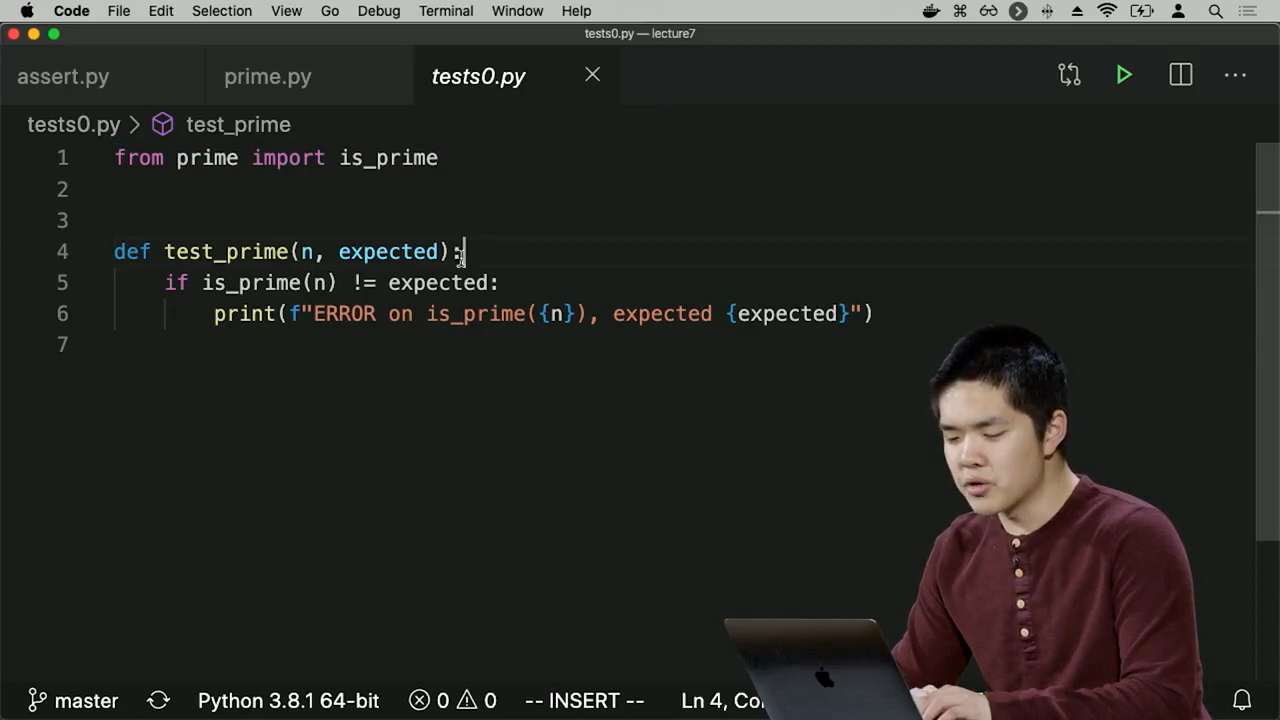 Code File Edit Selection View Go Debug Terminal Window Help
tests0.py — lecture7
assert.py prime.py tests0.py
tests0.py > test_prime
1 from prime import is_prime
2
3
4 def test_prime(n, expected):
5 if is_prime(n) != expected:
6 print(f"ERROR on is_prime({n}), expected {expected}")
7
master Python 3.8.1 64-bit 0 0 -- INSERT -- Ln 4,